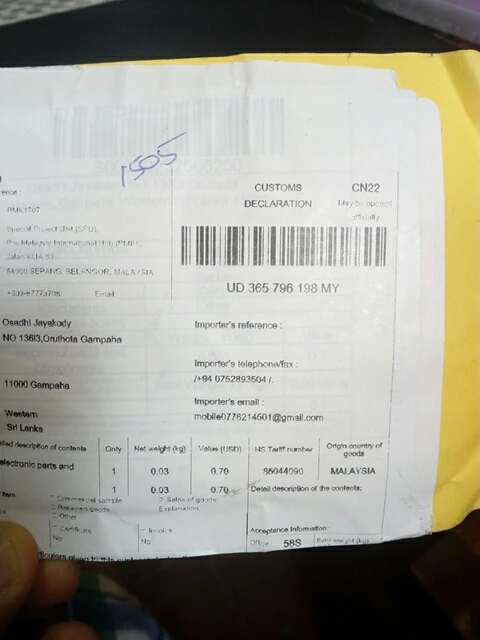 1505
CUSTOMS
DECLARATION
CN22
May be opened
officially
PMK1707
Special Project Unit (SPU),
Pos Malaysia International Hub (PMIH),
Jalan KLIA S1
64000 SEPANG, SELANGOR, MALAYSIA
Email:
UD 365 796 198 MY
Osadhi Jayakody
NO 136I3,Oruthota Gampaha
11000 Gampaha
Western
Sri Lanka
Importer's reference :
Importer's telephone/fax :
/+94 0752893504 /.
Importer's email :
mobile0776214501@gmail.com
description of contents
Qnty
Net weight (kg)
Value (USD)
HS Tariff number
Origin country of
goods
electronic parts and
1
0.03
0.70
85044090
MALAYSIA
1
0.03
0.70
Detail description of the contents:
Item
Commercial sample
Sales of goods
Returned goods
Explanation:
Other
Certificate
No
Invoice
No
Acceptance Information:
Office
58S